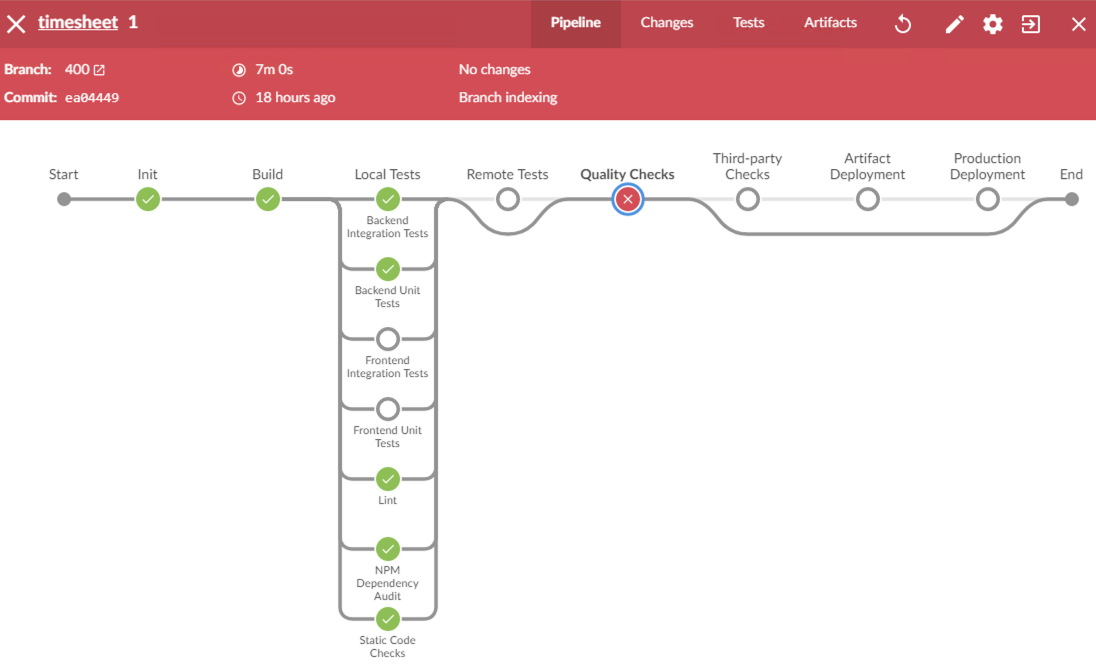 timesheet 1
Pipeline
Changes
Tests
Artifacts
Branch: 400
7m 0s
No changes
Commit: ea04449
18 hours ago
Branch indexing
Start
Init
Build
Local Tests
Remote Tests
Quality Checks
Third-party
Checks
Artifact
Deployment
Production
Deployment
End
Backend
Integration Tests
Backend Unit
Tests
Frontend
Integration Tests
Frontend Unit
Tests
Lint
NPM
Dependency
Audit
Static Code
Checks